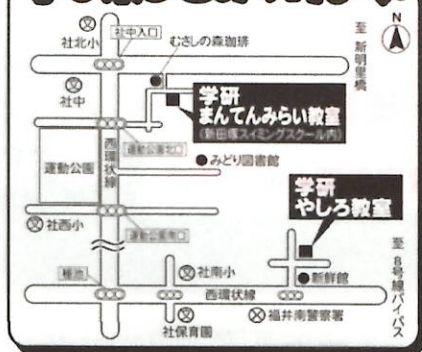 N
社北小
社中入口
むさしの森珈琲
至 新明里橋
社中
学研
まんてんみらい教室
(新田塚スイミングスクール内)
運動公園北口
西環状線
運動公園
みどり図書館
学研
やしろ教室
社西小
運動公園南口
至 8号線バイパス
種池
社南小
新鮮館
西環状線
社保育園
福井南警察署